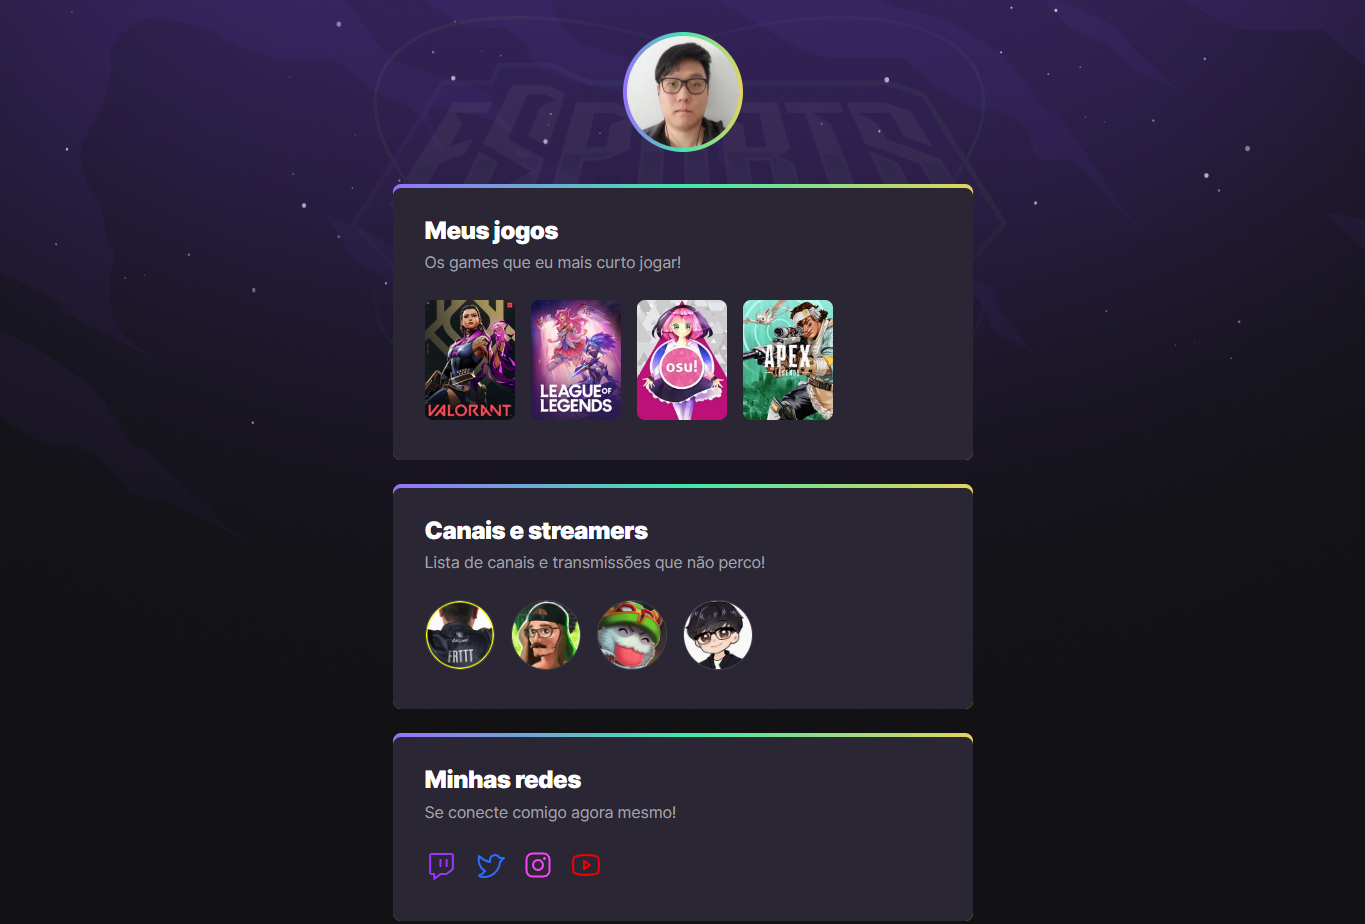 ESPORTS
Meus jogos
Os games que eu mais curto jogar!
VALORANT
LEAGUE OF
LEGENDS
osu!
APEX
LEGENDS
Canais e streamers
Lista de canais e transmissões que não perco!
FRTTT
Minhas redes
Se conecte comigo agora mesmo!